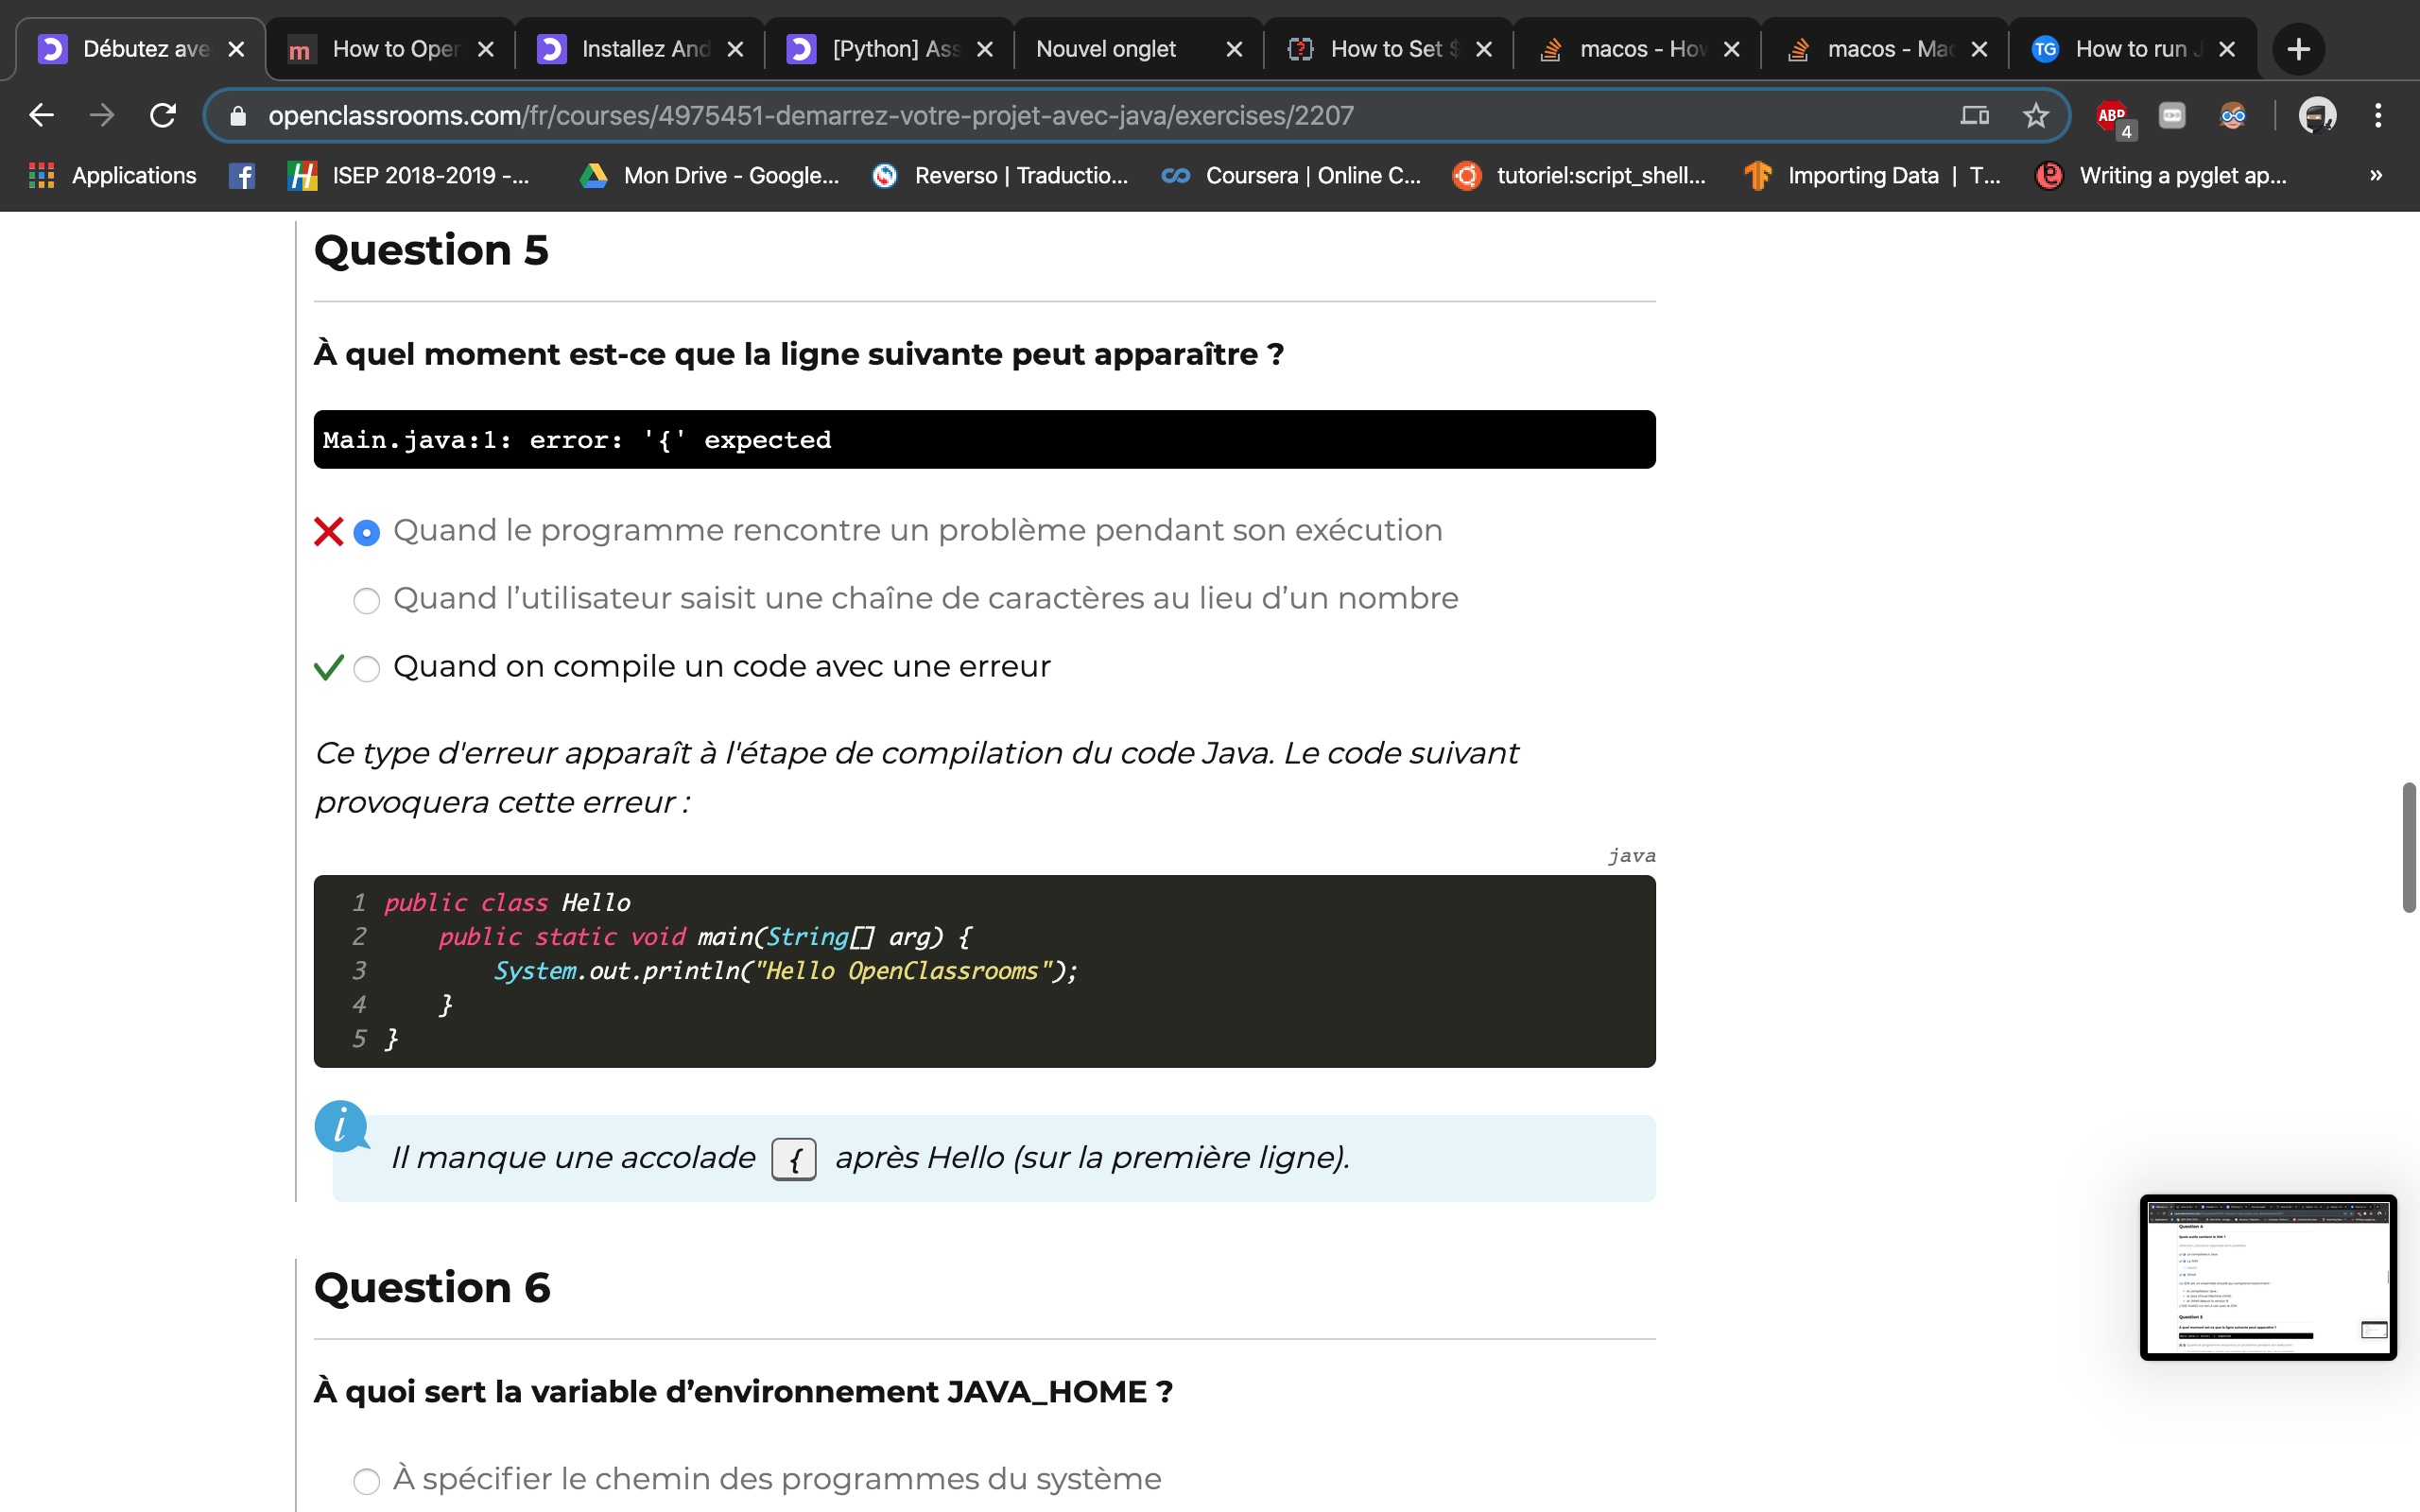 Débutez ave
How to Oper
Installez And
[Python] Ass
Nouvel onglet
How to Set $
macos - How
macos - Mac
TG How to run J
openclassrooms.com/fr/courses/4975451-demarrez-votre-projet-avec-java/exercises/2207
ABP 4
Applications
ISEP 2018-2019 -...
Mon Drive - Google...
Reverso | Traductio...
Coursera | Online C...
tutoriel:script_shell...
Importing Data | T...
Writing a pyglet ap...
»
Question 5
À quel moment est-ce que la ligne suivante peut apparaître ?
Main.java:1: error: '{' expected
Quand le programme rencontre un problème pendant son exécution
Quand l’utilisateur saisit une chaîne de caractères au lieu d’un nombre
Quand on compile un code avec une erreur
Ce type d'erreur apparaît à l'étape de compilation du code Java. Le code suivant
provoquera cette erreur :
java
1 public class Hello
2     public static void main(String[] arg) {
3         System.out.println("Hello OpenClassrooms");
4     }
5 }
i
Il manque une accolade { après Hello (sur la première ligne).
Question 6
À quoi sert la variable d’environnement JAVA_HOME ?
À spécifier le chemin des programmes du système
Question 4
Question 5